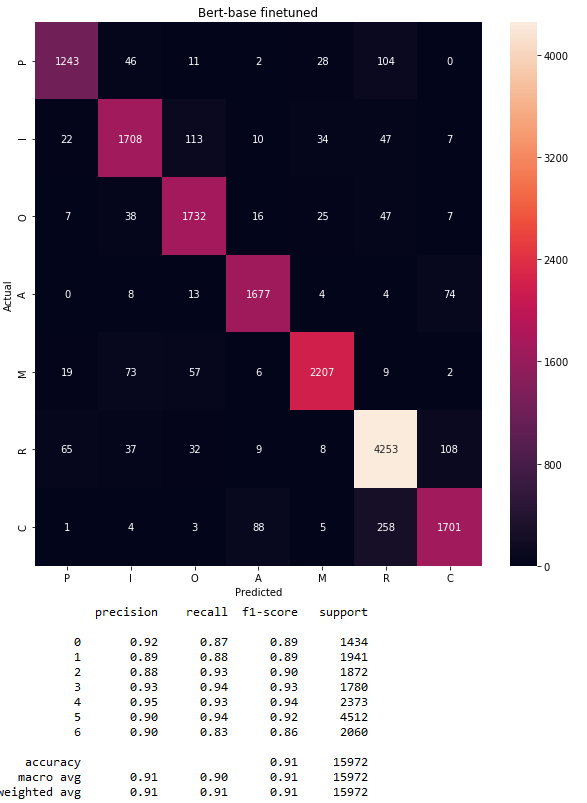 Bert-base finetuned
P 1243 46 11 2 28 104 0
I 22 1708 113 10 34 47 7
O 7 38 1732 16 25 47 7
A 0 8 13 1677 4 4 74
M 19 73 57 6 2207 9 2
R 65 37 32 9 8 4253 108
C 1 4 3 88 5 258 1701
Actual
P I O A M R C
Predicted
4000
3200
2400
1600
800
0
precision recall f1-score support
0 0.92 0.87 0.89 1434
1 0.89 0.88 0.89 1941
2 0.88 0.93 0.90 1872
3 0.93 0.94 0.93 1780
4 0.95 0.93 0.94 2373
5 0.90 0.94 0.92 4512
6 0.90 0.83 0.86 2060
accuracy 0.91 15972
macro avg 0.91 0.90 0.91 15972
weighted avg 0.91 0.91 0.91 15972